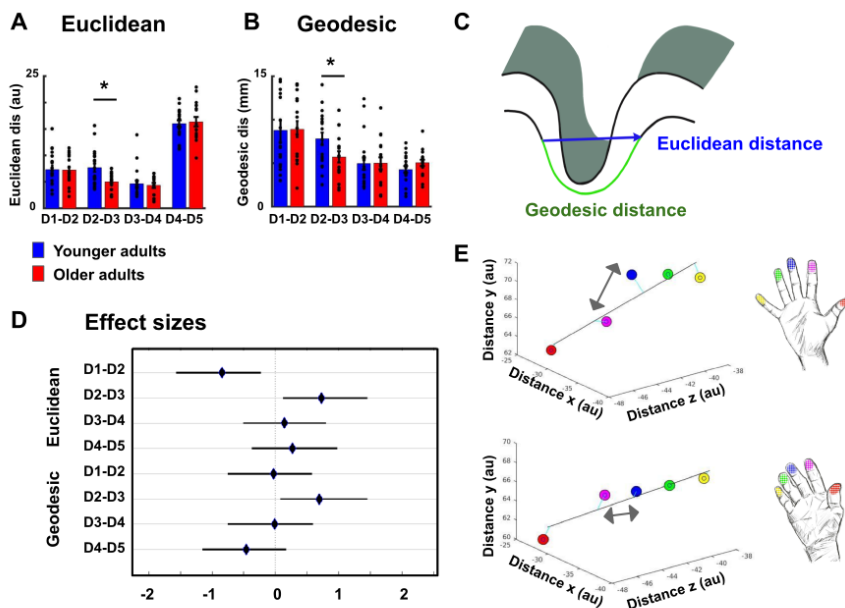 A Euclidean
Euclidean dis (au)
25
0
D1-D2 D2-D3 D3-D4 D4-D5
*
B Geodesic
Geodesic dis (mm)
15
0
D1-D2 D2-D3 D3-D4 D4-D5
*
Younger adults
Older adults
C
Euclidean distance
Geodesic distance
D Effect sizes
Euclidean
D1-D2
D2-D3
D3-D4
D4-D5
Geodesic
D1-D2
D2-D3
D3-D4
D4-D5
-2 -1 0 1 2
E
Distance y (au)
72
70
68
66
64
62
-25
-30
-35
-40
-48
Distance x (au)
-48 -46 -44 -42 -40 -38
Distance z (au)
Distance y (au)
70
68
66
64
62
60
-25
-30
-35
-40
-48
Distance x (au)
-48 -46 -44 -42 -40 -38
Distance z (au)